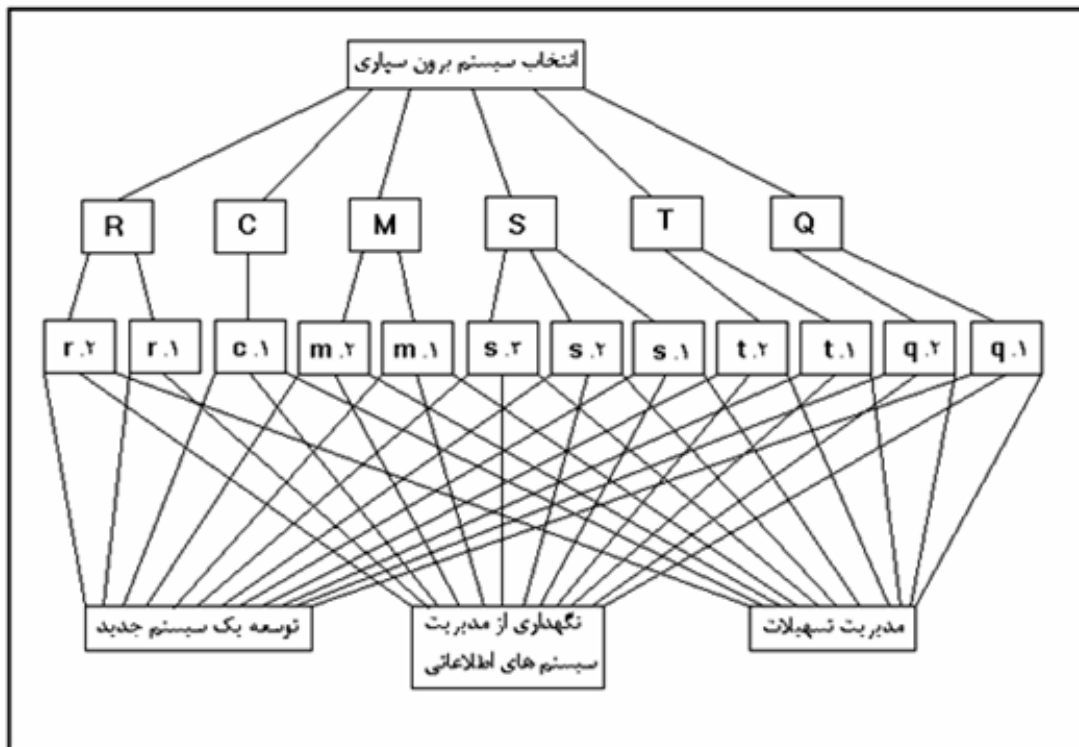 انتخاب سیستم برون سپاری
R C M S T Q
r.۲ r.۱ c.۱ m.۲ m.۱ s.۳ s.۲ s.۱ t.۲ t.۱ q.۲ q.۱
مدیریت تسهیلات
نگهداری از مدیریت
سیستم های اطلاعاتی
توسعه یک سیستم جدید